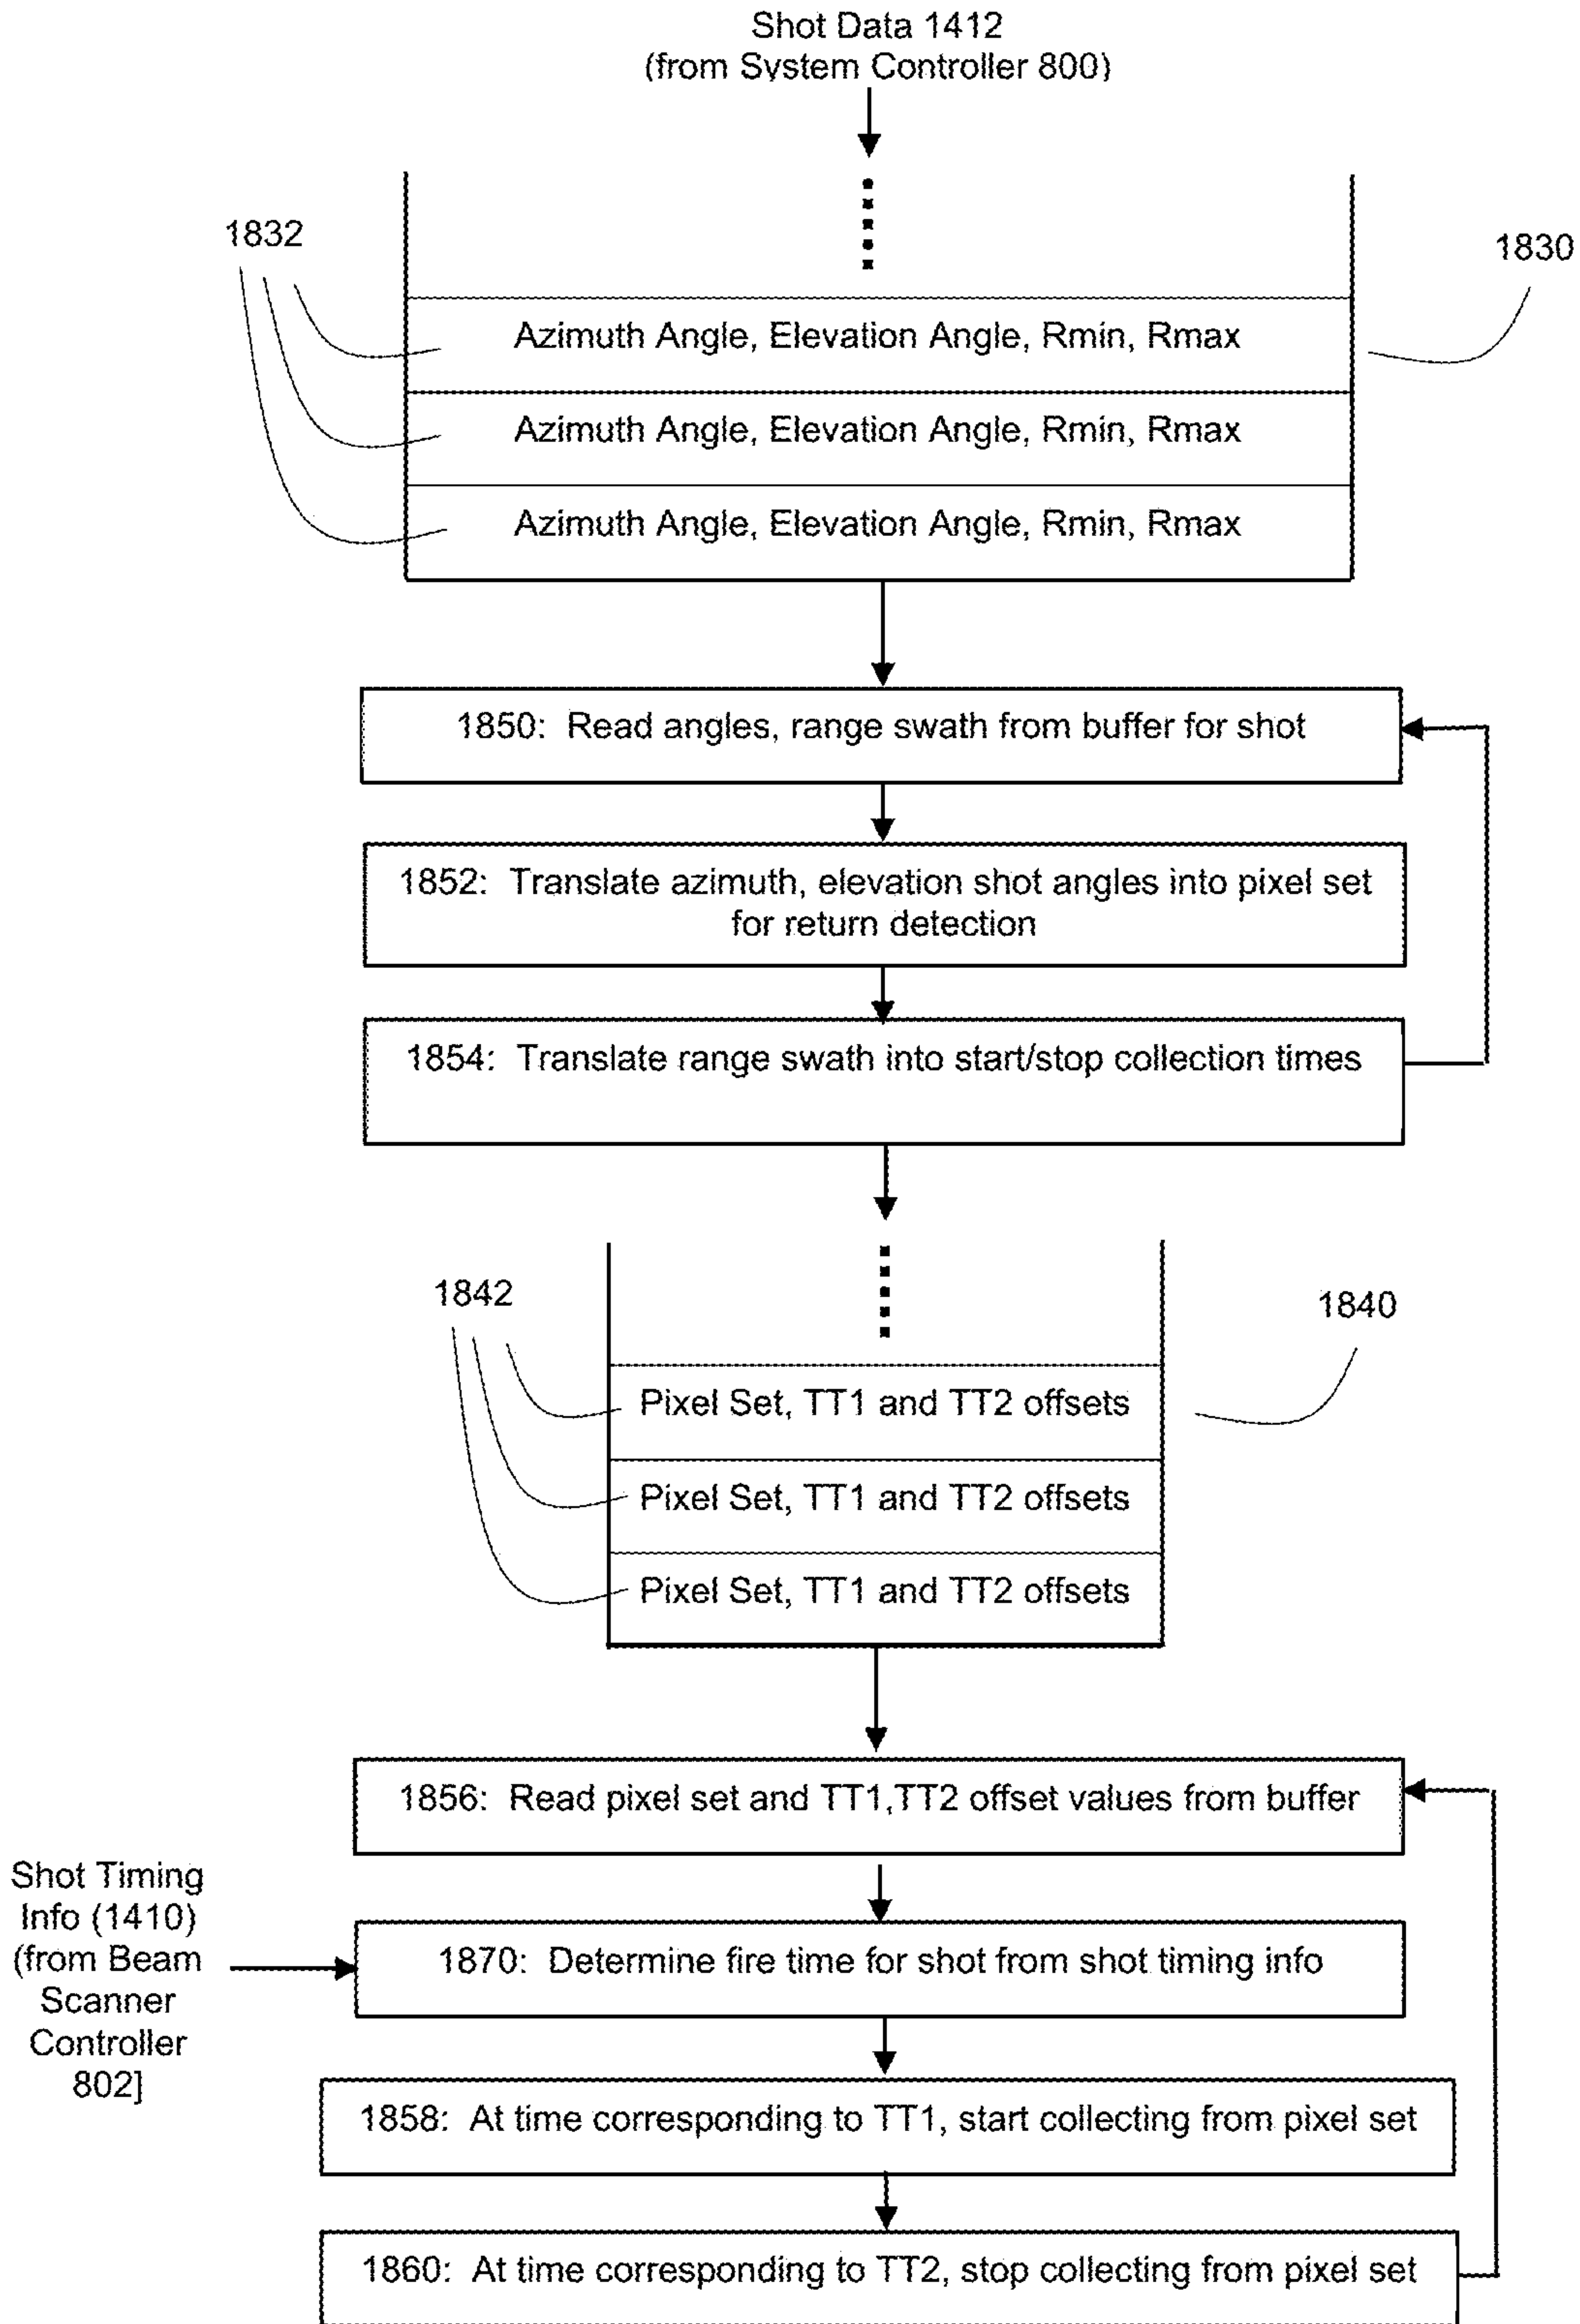 Shot Data 1412
(from System Controller 800)
1832
1830
Azimuth Angle, Elevation Angle, Rmin, Rmax
Azimuth Angle, Elevation Angle, Rmin, Rmax
Azimuth Angle, Elevation Angle, Rmin, Rmax
1850: Read angles, range swath from buffer for shot
1852: Translate azimuth, elevation shot angles into pixel set
for return detection
1854: Translate range swath into start/stop collection times
1842
1840
Pixel Set, TT1 and TT2 offsets
Pixel Set, TT1 and TT2 offsets
Pixel Set, TT1 and TT2 offsets
1856: Read pixel set and TT1,TT2 offset values from buffer
Shot Timing
Info (1410)
(from Beam
Scanner
Controller
802]
1870: Determine fire time for shot from shot timing info
1858: At time corresponding to TT1, start collecting from pixel set
1860: At time corresponding to TT2, stop collecting from pixel set